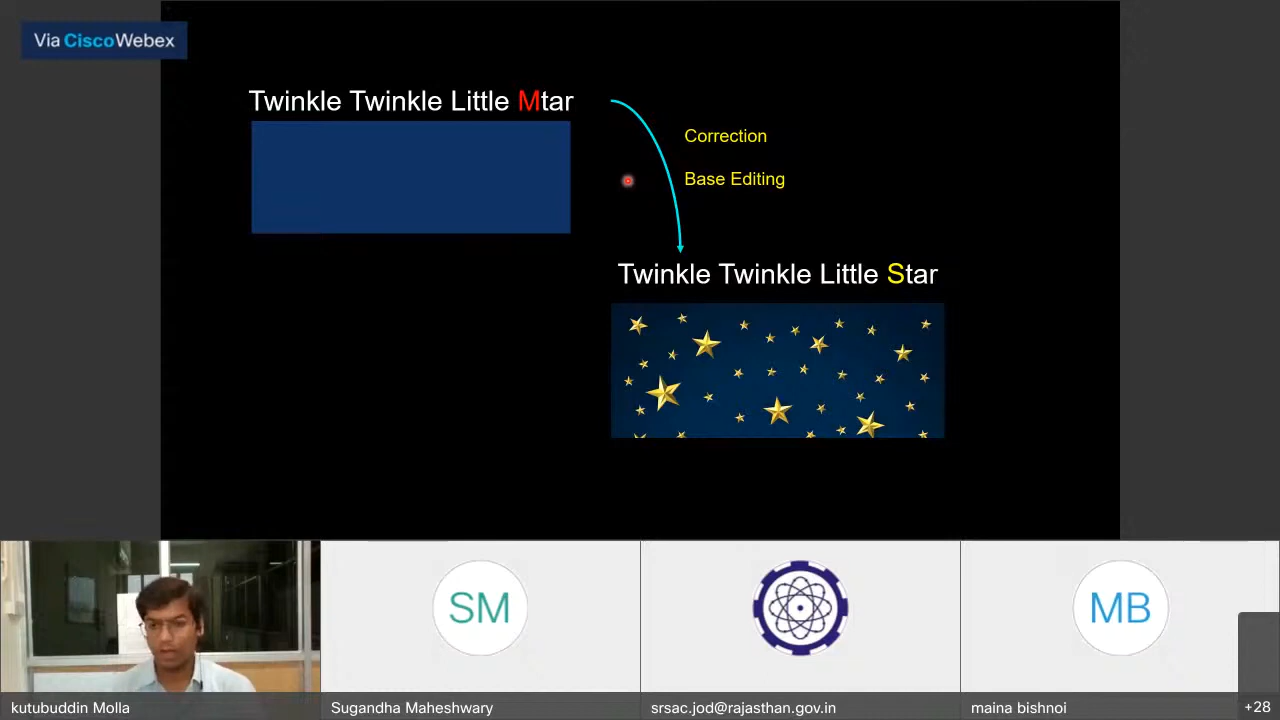 Via CiscoWebex
Twinkle Twinkle Little Mtar
Correction
Base Editing
Twinkle Twinkle Little Star
SM
MB
kutubuddin Molla
Sugandha Maheshwary
srsac.jod@rajasthan.gov.in
maina bishnoi
+28